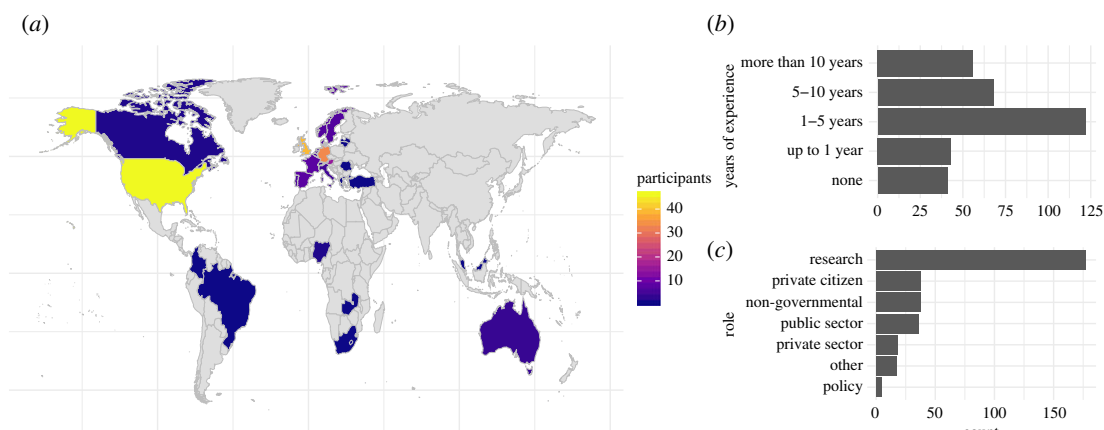 (a)
participants
40
30
20
10
(b)
years of experience
more than 10 years
5−10 years
1−5 years
up to 1 year
none
0 25 50 75 100 125
(c)
role
research
private citizen
non-governmental
public sector
private sector
other
policy
0 50 100 150